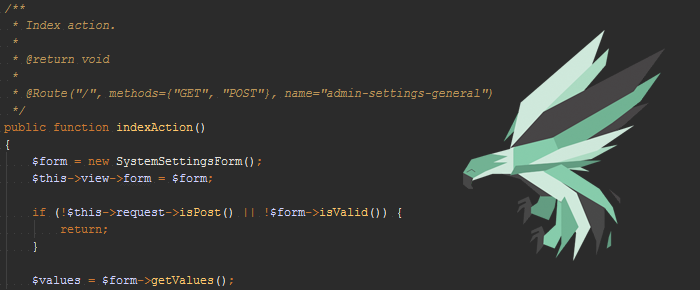 /**
 * Index action.
 *
 * @return void
 *
 * @Route("/", methods={"GET", "POST"}, name="admin-settings-general")
 */
public function indexAction()
{
    $form = new SystemSettingsForm();
    $this->view->form = $form;

    if (!$this->request->isPost() || !$form->isValid()) {
        return;
    }

    $values = $form->getValues();